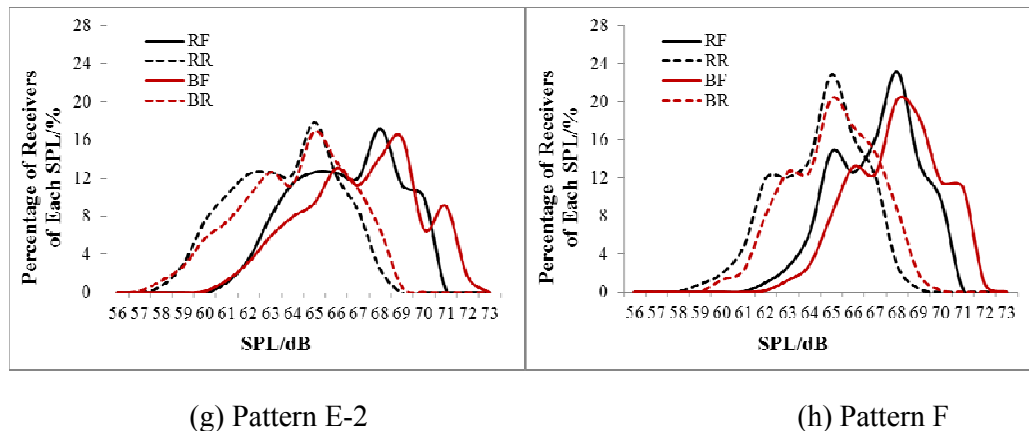 Percentage of Receivers
of Each SPL/%
28
24
20
16
12
8
4
0
RF
RR
BF
BR
56 57 58 59 60 61 62 63 64 65 66 67 68 69 70 71 72 73
SPL/dB
(g) Pattern E-2
Percentage of Receivers
of Each SPL/%
28
24
20
16
12
8
4
0
RF
RR
BF
BR
56 57 58 59 60 61 62 63 64 65 66 67 68 69 70 71 72 73
SPL/dB
(h) Pattern F